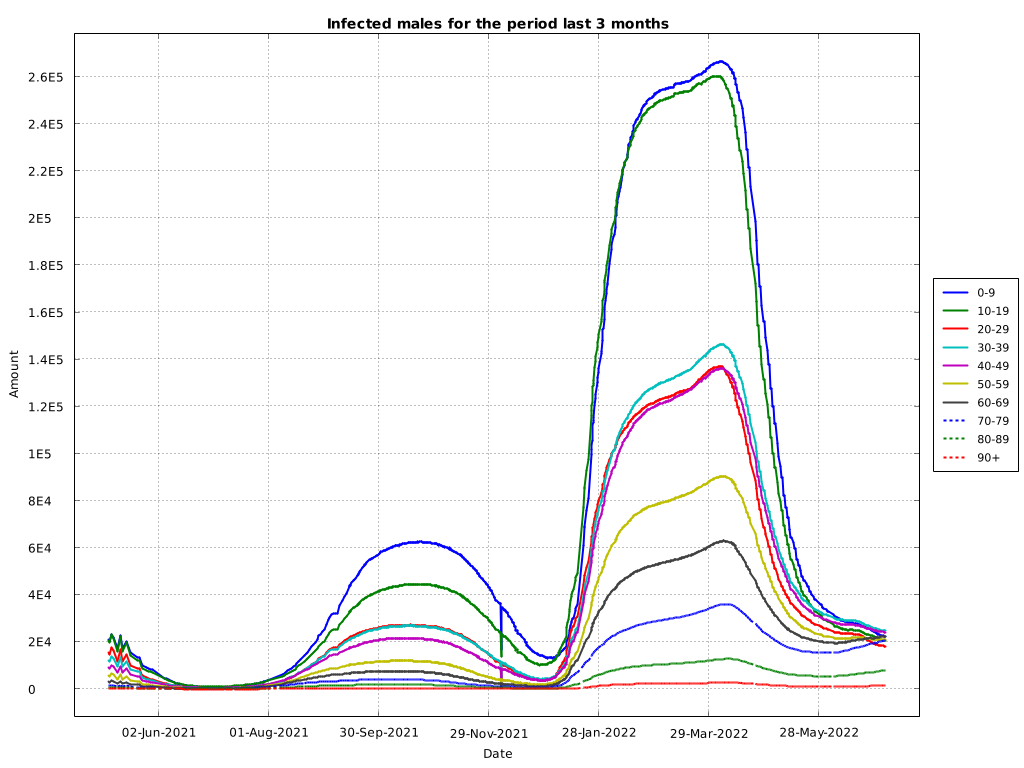 Infected males for the period last 3 months
2.6E5
2.4E5
2.2E5
2E5
1.8E5
1.6E5
1.4E5
1.2E5
1E5
8E4
6E4
4E4
2E4
0
Amount
02-Jun-2021 01-Aug-2021 30-Sep-2021 29-Nov-2021 28-Jan-2022 29-Mar-2022 28-May-2022
Date
0-9
10-19
20-29
30-39
40-49
50-59
60-69
70-79
80-89
90+